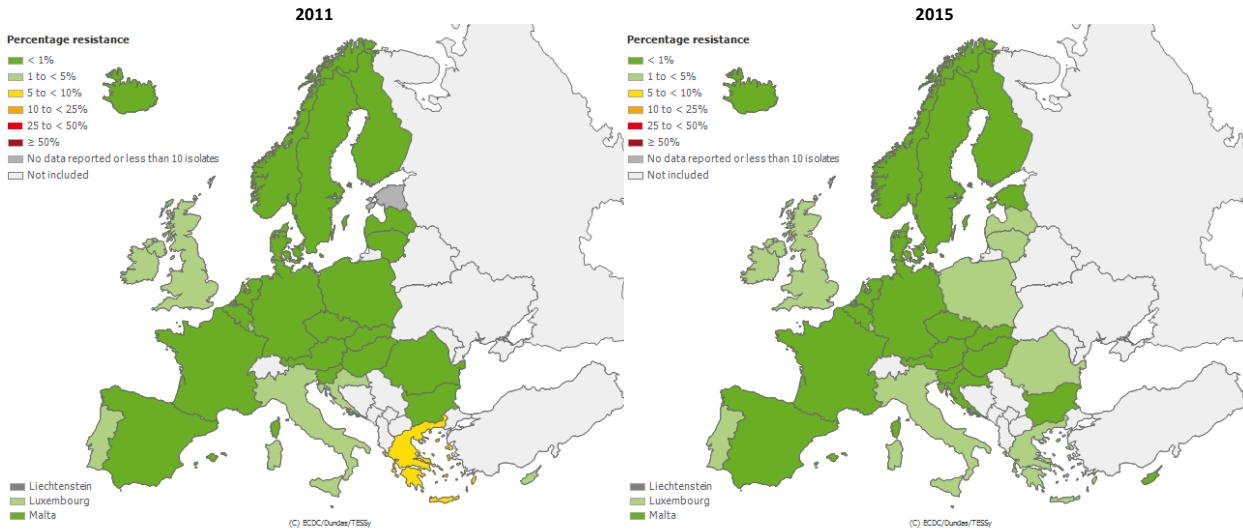 2011
Percentage resistance
< 1%
1 to < 5%
5 to < 10%
10 to < 25%
25 to < 50%
≥ 50%
No data reported or less than 10 isolates
Not included
Liechtenstein
Luxembourg
Malta
(C) ECDC/Dundas/TESSy
2015
Percentage resistance
< 1%
1 to < 5%
5 to < 10%
10 to < 25%
25 to < 50%
≥ 50%
No data reported or less than 10 isolates
Not included
Liechtenstein
Luxembourg
Malta
(C) ECDC/Dundas/TESSy